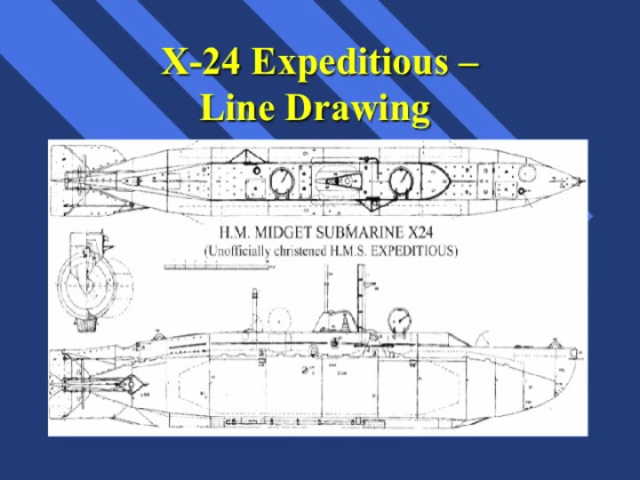 X-24 Expeditious –
Line Drawing
H.M. MIDGET SUBMARINE X24
(Unofficially christened H.M.S. EXPEDITIOUS)